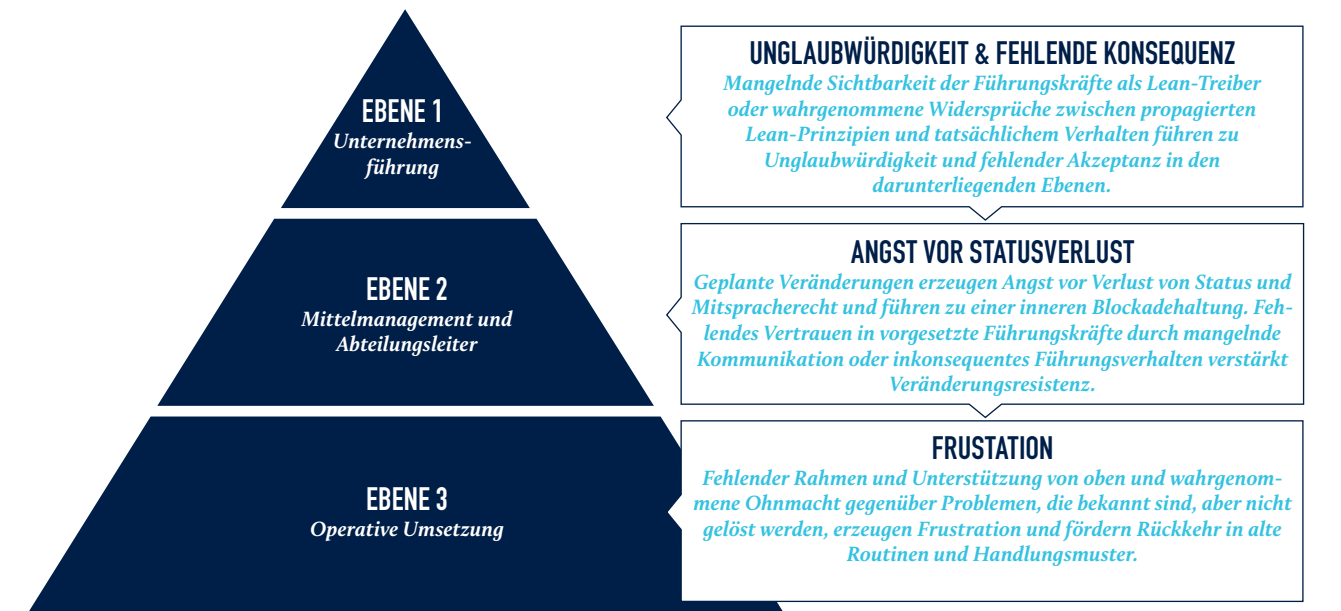 EBENE 1
Unternehmens-
führung
UNGLAUBWÜRDIGKEIT & FEHLENDE KONSEQUENZ
Mangelnde Sichtbarkeit der Führungskräfte als Lean-Treiber
oder wahrgenommene Widersprüche zwischen propagierten
Lean-Prinzipien und tatsächlichem Verhalten führen zu
Unglaubwürdigkeit und fehlender Akzeptanz in den
darunterliegenden Ebenen.
EBENE 2
Mittelmanagement und
Abteilungsleiter
ANGST VOR STATUSVERLUST
Geplante Veränderungen erzeugen Angst vor Verlust von Status und
Mitspracherecht und führen zu einer inneren Blockadehaltung. Feh-
lendes Vertrauen in vorgesetzte Führungskräfte durch mangelnde
Kommunikation oder inkonsequentes Führungsverhalten verstärkt
Veränderungsresistenz.
EBENE 3
Operative Umsetzung
FRUSTATION
Fehlender Rahmen und Unterstützung von oben und wahrgenom-
mene Ohnmacht gegenüber Problemen, die bekannt sind, aber nicht
gelöst werden, erzeugen Frustration und fördern Rückkehr in alte
Routinen und Handlungsmuster.